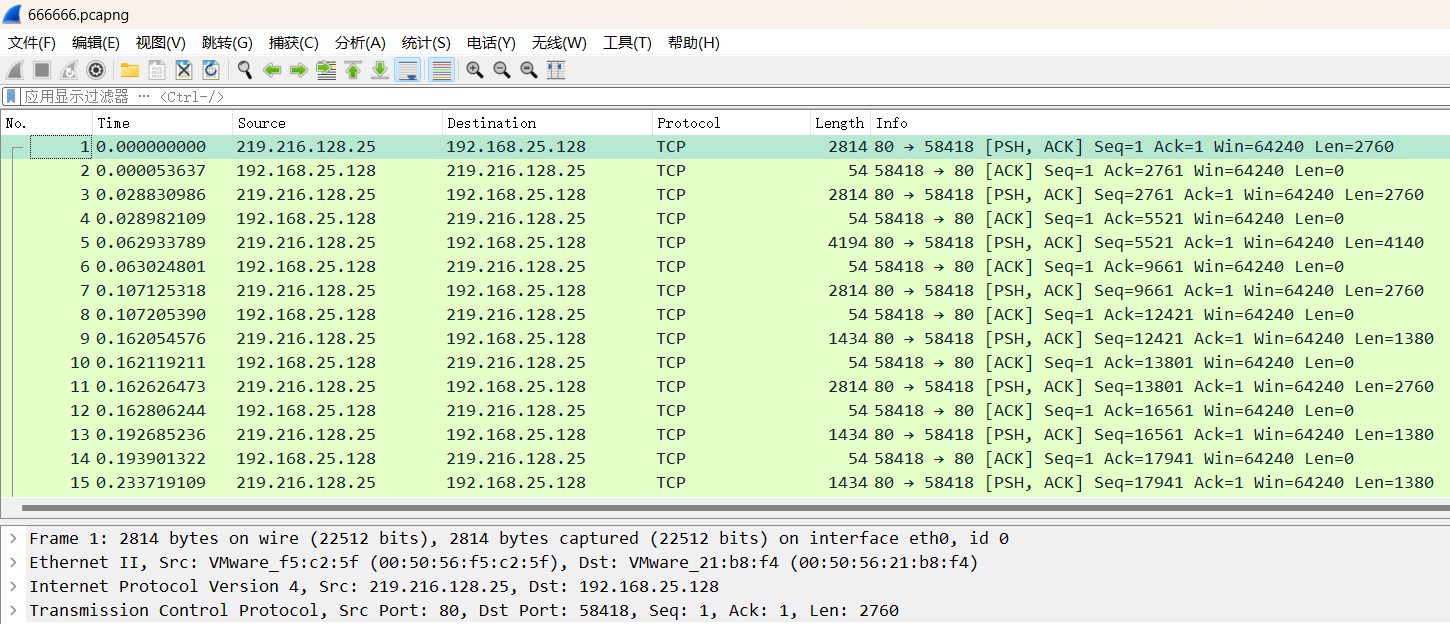 666666.pcapng
文件(F) 编辑(E) 视图(V) 跳转(G) 捕获(C) 分析(A) 统计(S) 电话(Y) 无线(W) 工具(T) 帮助(H)
应用显示过滤器 … <Ctrl-/>
No. Time Source Destination Protocol Length Info
1 0.000000000 219.216.128.25 192.168.25.128 TCP 2814 80 → 58418 [PSH, ACK] Seq=1 Ack=1 Win=64240 Len=2760
2 0.000053637 192.168.25.128 219.216.128.25 TCP 54 58418 → 80 [ACK] Seq=1 Ack=2761 Win=64240 Len=0
3 0.028830986 219.216.128.25 192.168.25.128 TCP 2814 80 → 58418 [PSH, ACK] Seq=2761 Ack=1 Win=64240 Len=2760
4 0.028982109 192.168.25.128 219.216.128.25 TCP 54 58418 → 80 [ACK] Seq=1 Ack=5521 Win=64240 Len=0
5 0.062933789 219.216.128.25 192.168.25.128 TCP 4194 80 → 58418 [PSH, ACK] Seq=5521 Ack=1 Win=64240 Len=4140
6 0.063024801 192.168.25.128 219.216.128.25 TCP 54 58418 → 80 [ACK] Seq=1 Ack=9661 Win=64240 Len=0
7 0.107125318 219.216.128.25 192.168.25.128 TCP 2814 80 → 58418 [PSH, ACK] Seq=9661 Ack=1 Win=64240 Len=2760
8 0.107205390 192.168.25.128 219.216.128.25 TCP 54 58418 → 80 [ACK] Seq=1 Ack=12421 Win=64240 Len=0
9 0.162054576 219.216.128.25 192.168.25.128 TCP 1434 80 → 58418 [PSH, ACK] Seq=12421 Ack=1 Win=64240 Len=1380
10 0.162119211 192.168.25.128 219.216.128.25 TCP 54 58418 → 80 [ACK] Seq=1 Ack=13801 Win=64240 Len=0
11 0.162626473 219.216.128.25 192.168.25.128 TCP 2814 80 → 58418 [PSH, ACK] Seq=13801 Ack=1 Win=64240 Len=2760
12 0.162806244 192.168.25.128 219.216.128.25 TCP 54 58418 → 80 [ACK] Seq=1 Ack=16561 Win=64240 Len=0
13 0.192685236 219.216.128.25 192.168.25.128 TCP 1434 80 → 58418 [PSH, ACK] Seq=16561 Ack=1 Win=64240 Len=1380
14 0.193901322 192.168.25.128 219.216.128.25 TCP 54 58418 → 80 [ACK] Seq=1 Ack=17941 Win=64240 Len=0
15 0.233719109 219.216.128.25 192.168.25.128 TCP 1434 80 → 58418 [PSH, ACK] Seq=17941 Ack=1 Win=64240 Len=1380
Frame 1: 2814 bytes on wire (22512 bits), 2814 bytes captured (22512 bits) on interface eth0, id 0
Ethernet II, Src: VMware_f5:c2:5f (00:50:56:f5:c2:5f), Dst: VMware_21:b8:f4 (00:50:56:21:b8:f4)
Internet Protocol Version 4, Src: 219.216.128.25, Dst: 192.168.25.128
Transmission Control Protocol, Src Port: 80, Dst Port: 58418, Seq: 1, Ack: 1, Len: 2760